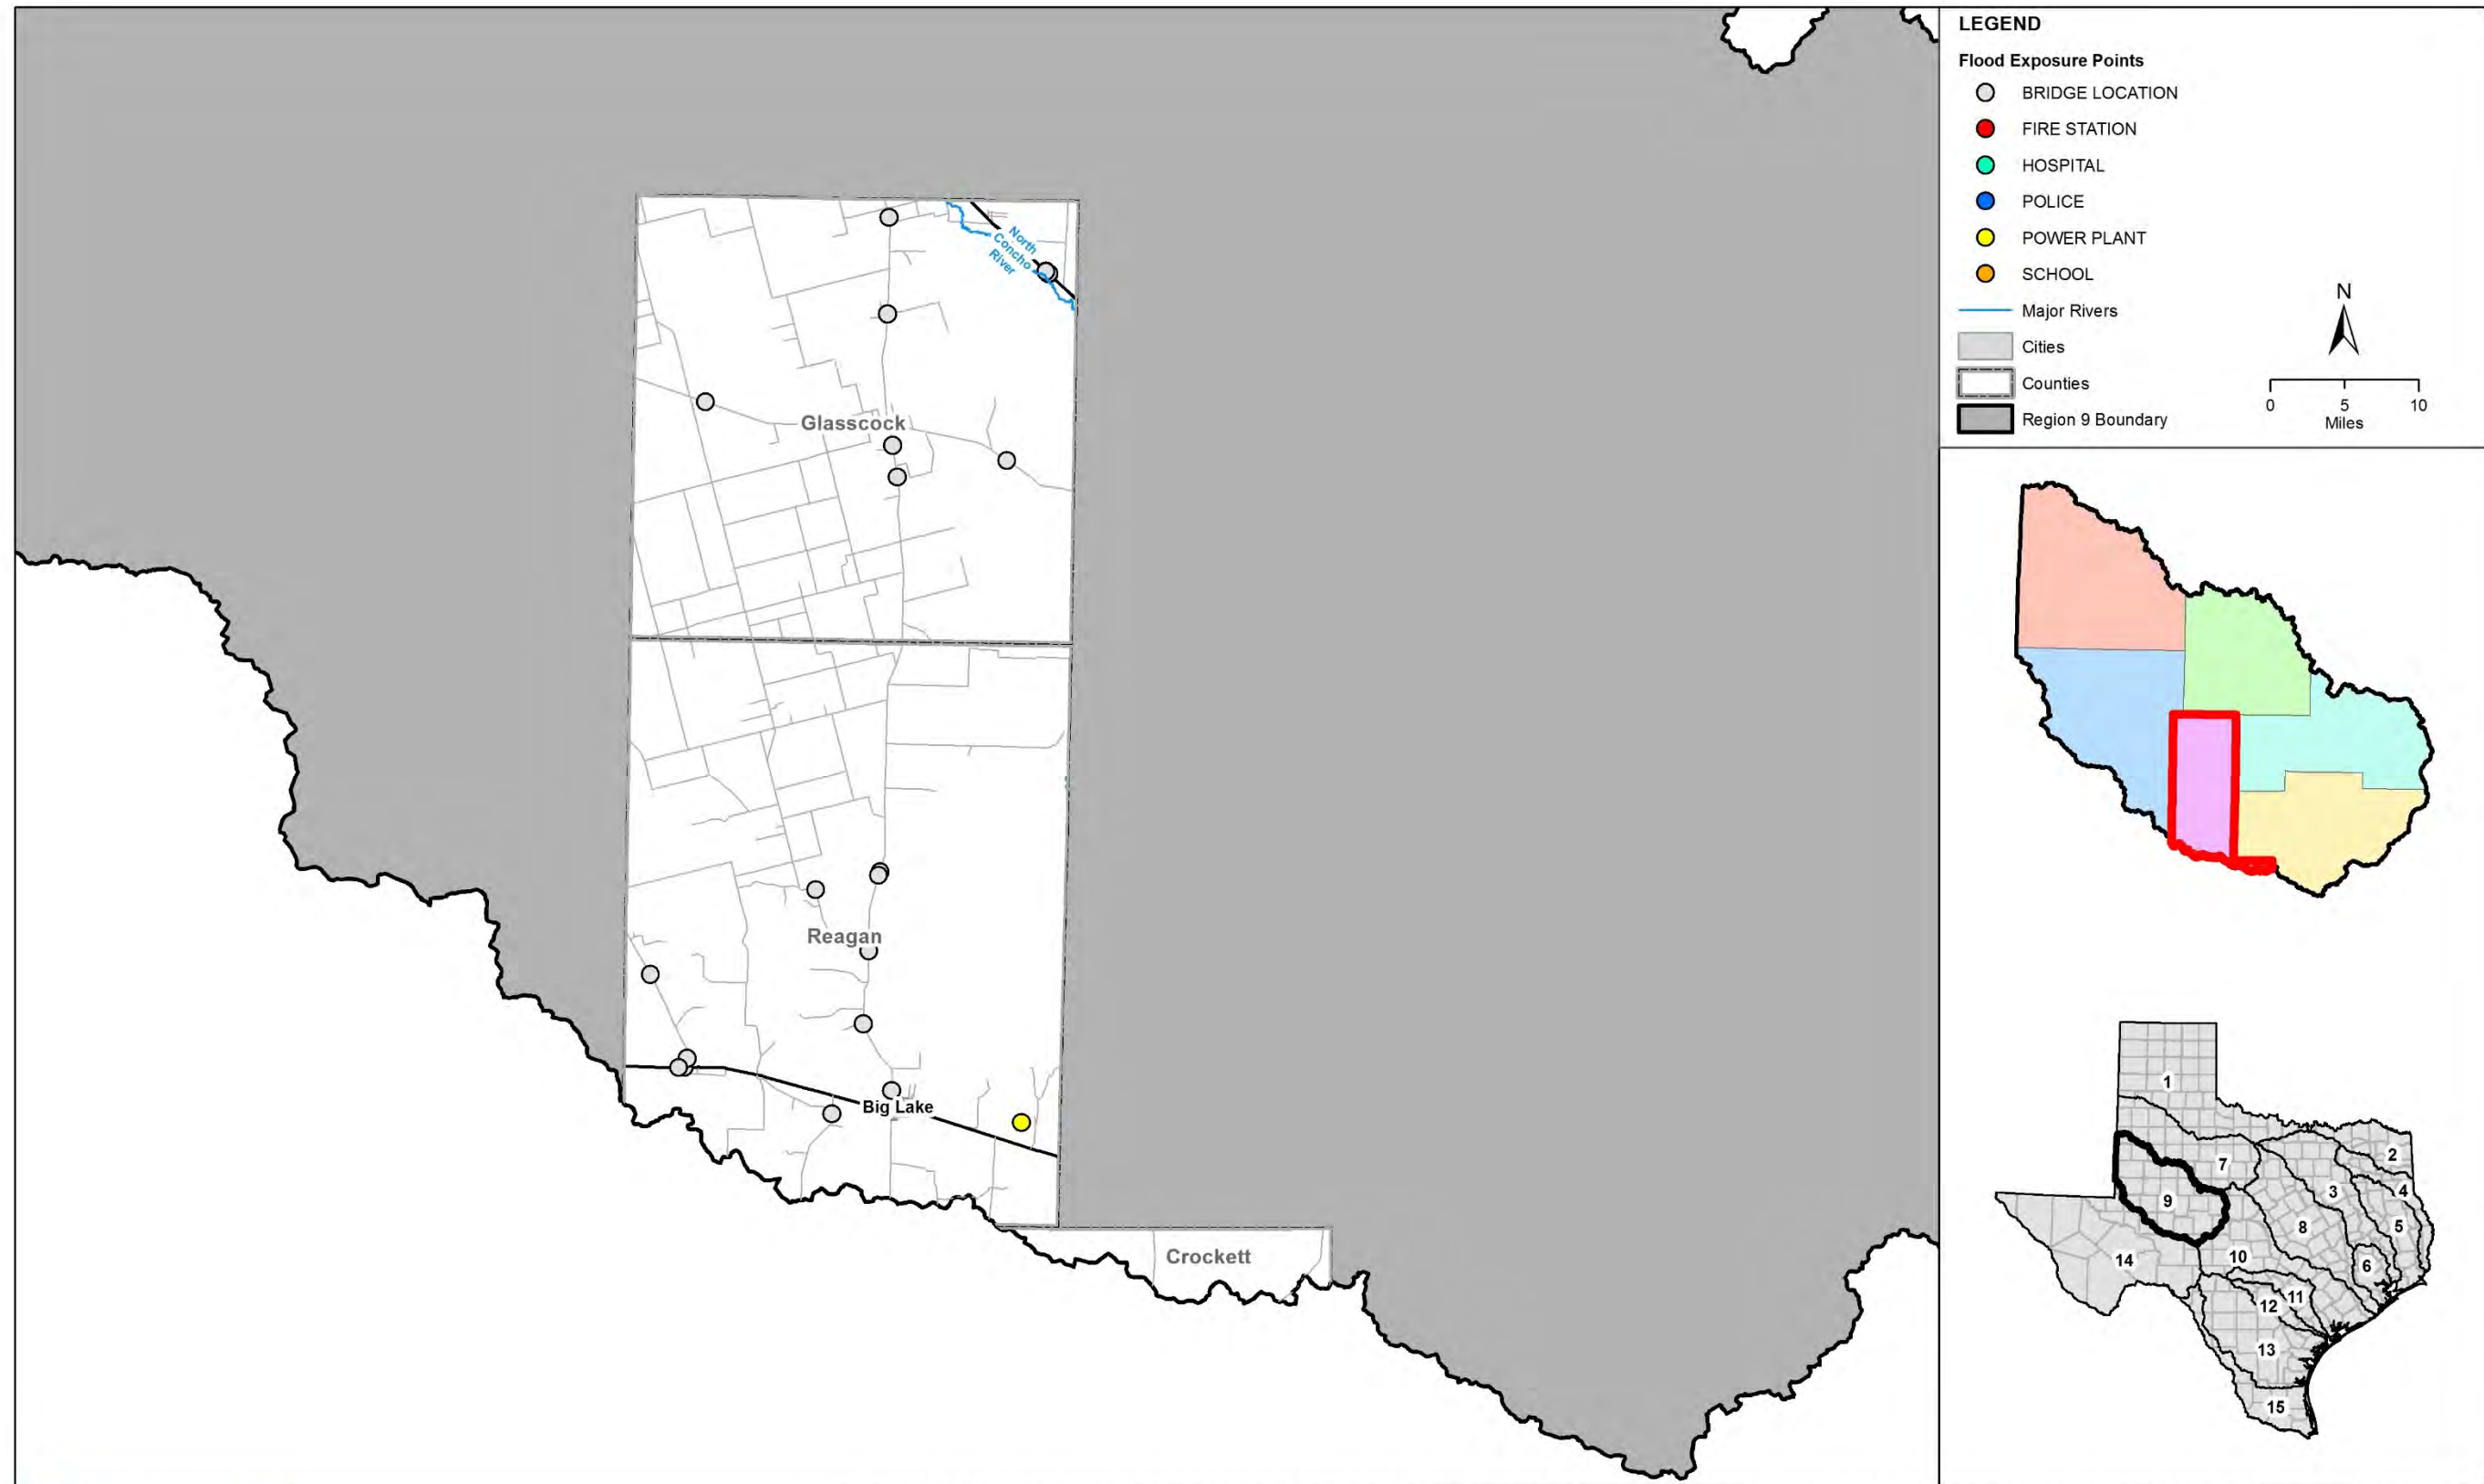 North
Concho
River
Glasscock
Reagan
Big Lake
Crockett
LEGEND
Flood Exposure Points
BRIDGE LOCATION
FIRE STATION
HOSPITAL
POLICE
POWER PLANT
SCHOOL
Major Rivers
Cities
Counties
Region 9 Boundary
N
0 5 10
Miles
1
2
7
3
4
9
5
8
10
14
6
11
12
13
15